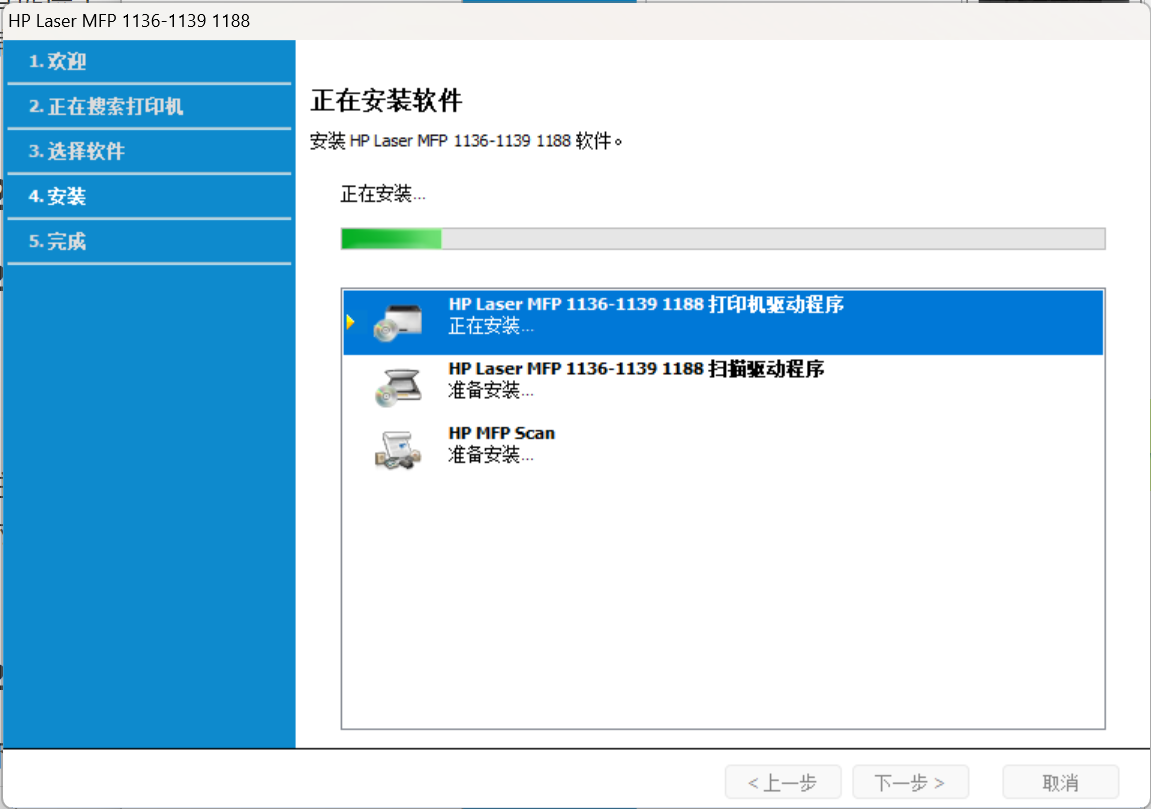 HP Laser MFP 1136-1139 1188
1. 欢迎
2. 正在搜索打印机
3. 选择软件
4. 安装
5. 完成
正在安装软件
安装 HP Laser MFP 1136-1139 1188 软件。
正在安装...
HP Laser MFP 1136-1139 1188 打印机驱动程序
正在安装...
HP Laser MFP 1136-1139 1188 扫描驱动程序
准备安装...
HP MFP Scan
准备安装...
< 上一步
下一步 >
取消